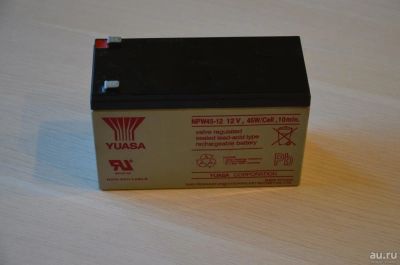 NPW45-12 12V, 45W/Cell, 10min.
valve regulated
sealed lead-acid type
rechargeable battery
YUASA
Pb
YUASA CORPORATION
au.ru